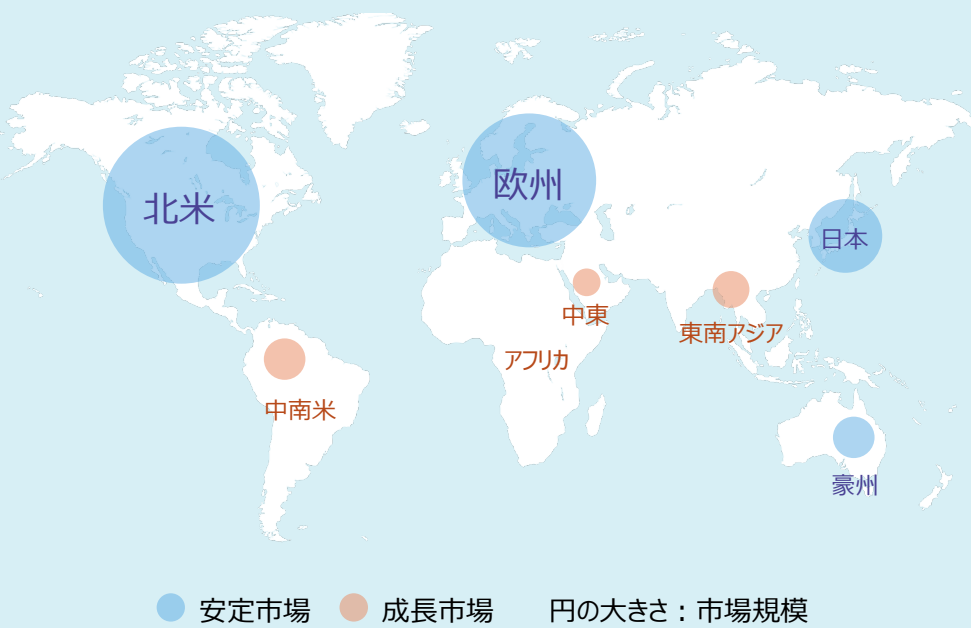 北米
欧州
日本
中東
東南アジア
アフリカ
中南米
豪州
安定市場 成長市場 円の大きさ：市場規模